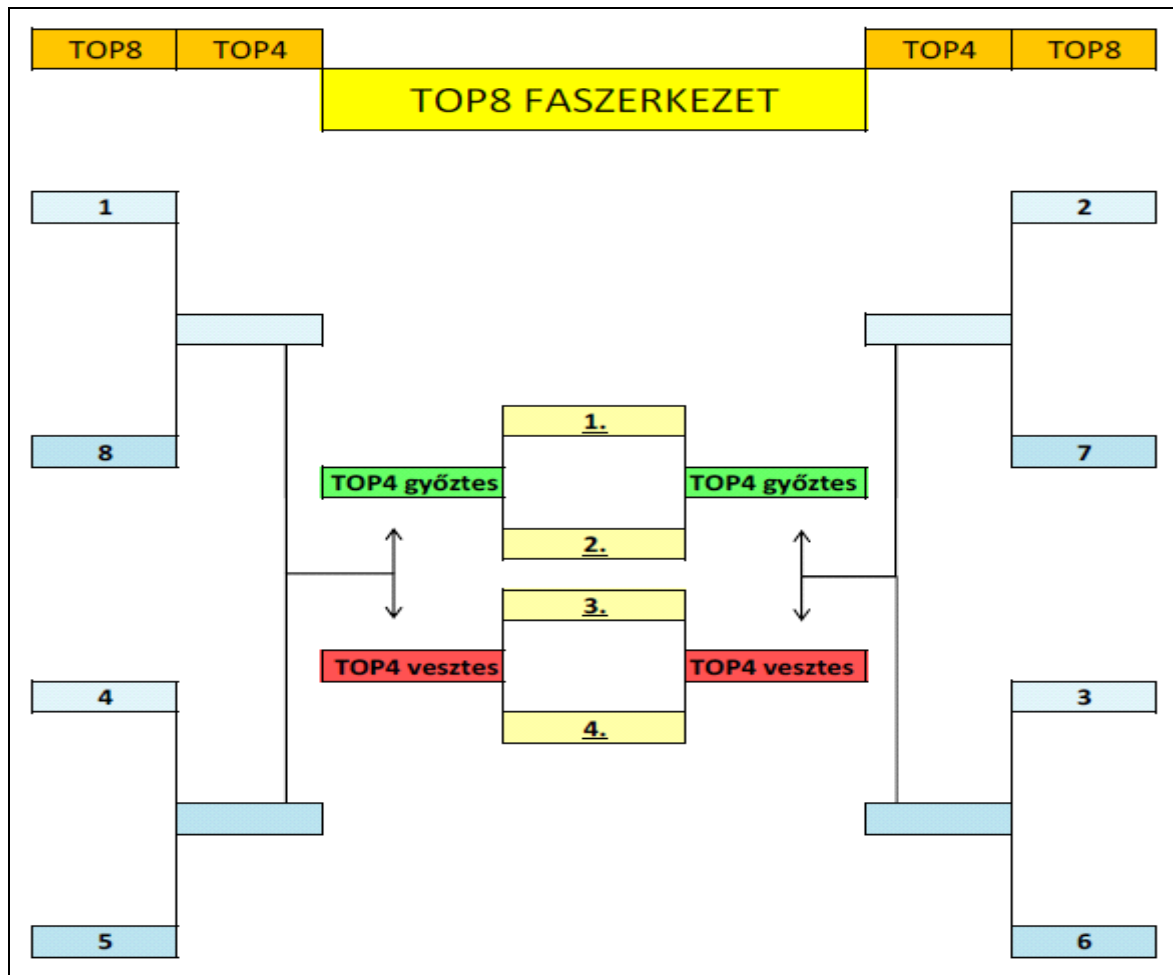 TOP8 TOP4 TOP4 TOP8
TOP8 FASZERKEZET
1 2
1.
8 7
TOP4 győztes TOP4 győztes
2.
3.
TOP4 vesztes TOP4 vesztes
4 3
4.
5 6